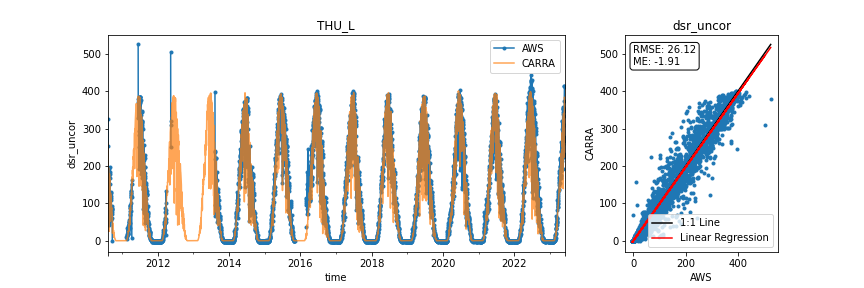 THU_L
dsr_uncor
500
400
300
200
100
0
dsr_uncor
AWS
CARRA
2012
2014
2016
2018
2020
2022
time
RMSE: 26.12
ME: -1.91
500
400
300
200
100
0
CARRA
1:1 Line
Linear Regression
0
200
400
AWS